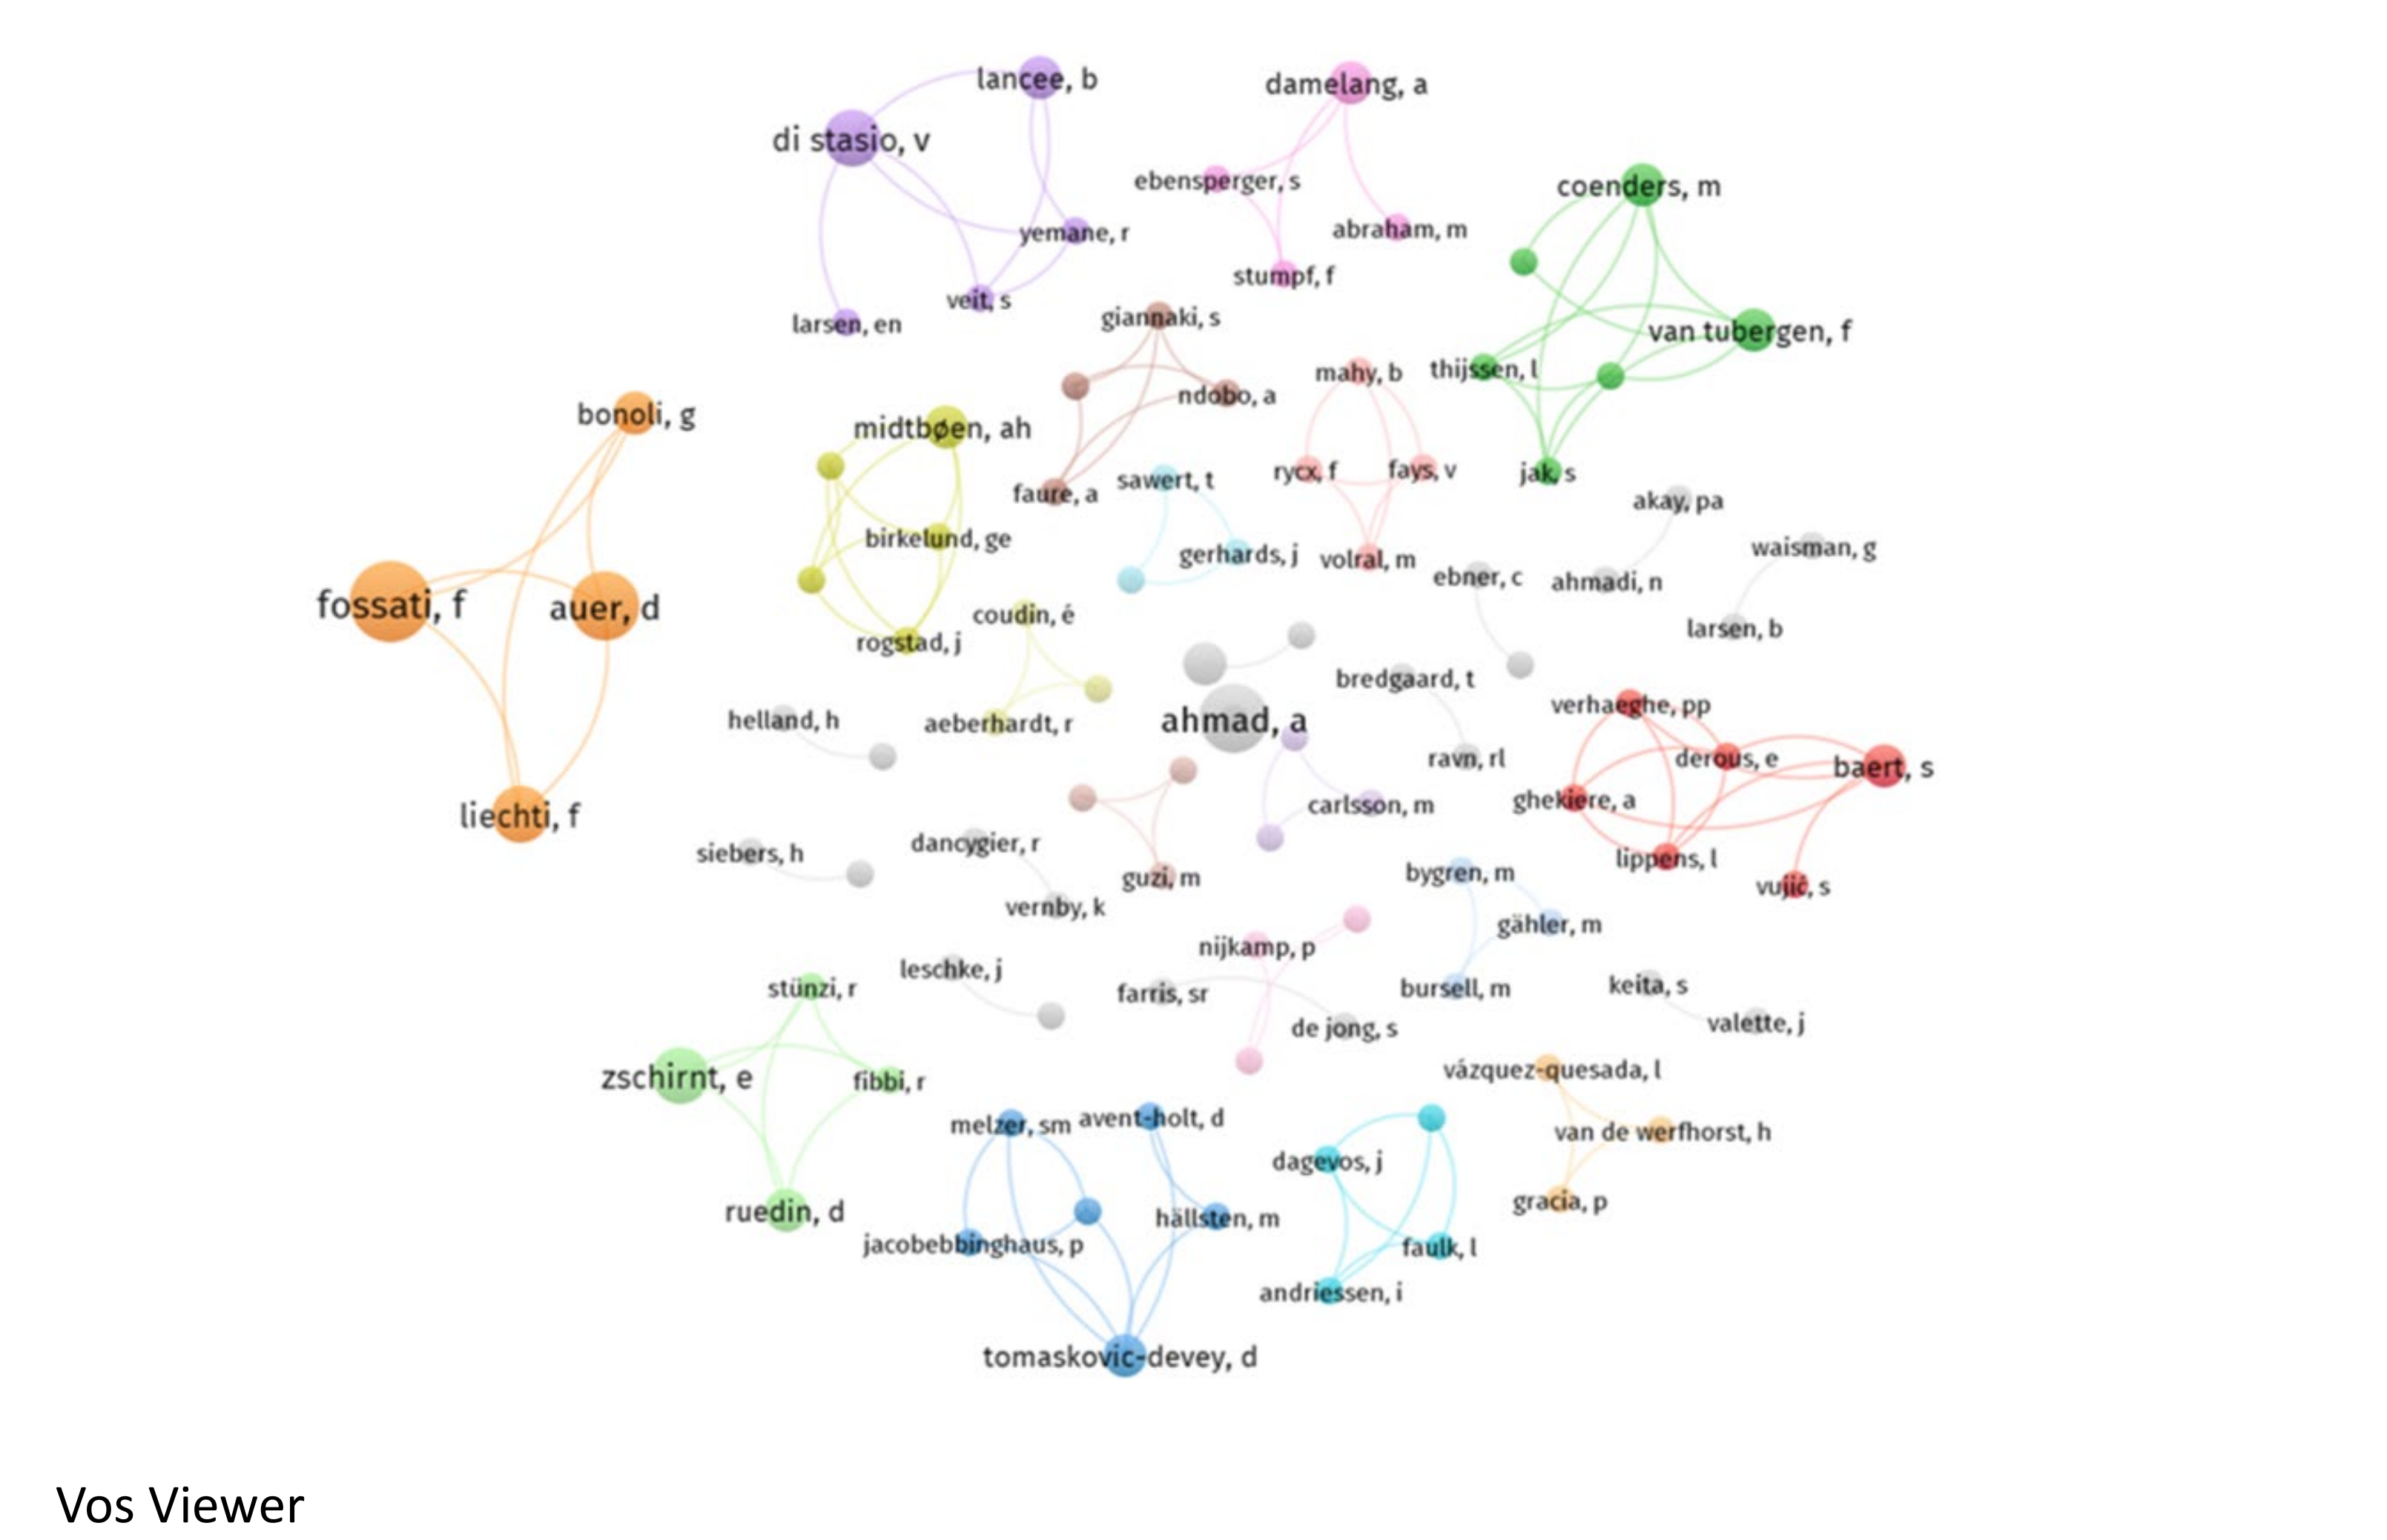 lancee, b
damelang, a
di stasio, v
ebensperger, s
coenders, m
abraham, m
yemane, r
stumpf, f
veit, s
larsen, en
giannaki, s
van tubergen, f
mahy, b
thijssen, l
ndobo, a
bonoli, g
midtbøen, ah
rycx, f
fays, v
jak, s
sawert, t
faure, a
akay, pa
birkelund, ge
gerhards, j
volral, m
waisman, g
ebner, c
ahmadi, n
fossati, f
auer, d
coudin, é
larsen, b
rogstad, j
bredgaard, t
verhaeghe, pp
helland, h
aeberhardt, r
ahmad, a
ravn, rl
derous, e
baert, s
ghekiere, a
carlsson, m
liechti, f
dancygier, r
siebers, h
lippens, l
bygren, m
guzi, m
vujić, s
vernby, k
gähler, m
nijkamp, p
leschke, j
stünzi, r
farris, sr
bursell, m
keita, s
de jong, s
valette, j
vázquez-quesada, l
zschirnt, e
fibbi, r
melzer, sm
avent-holt, d
van de werfhorst, h
dagevos, j
gracia, p
ruedin, d
hällsten, m
jacobebbinghaus, p
faulk, l
andriessen, i
tomaskovic-devey, d
Vos Viewer